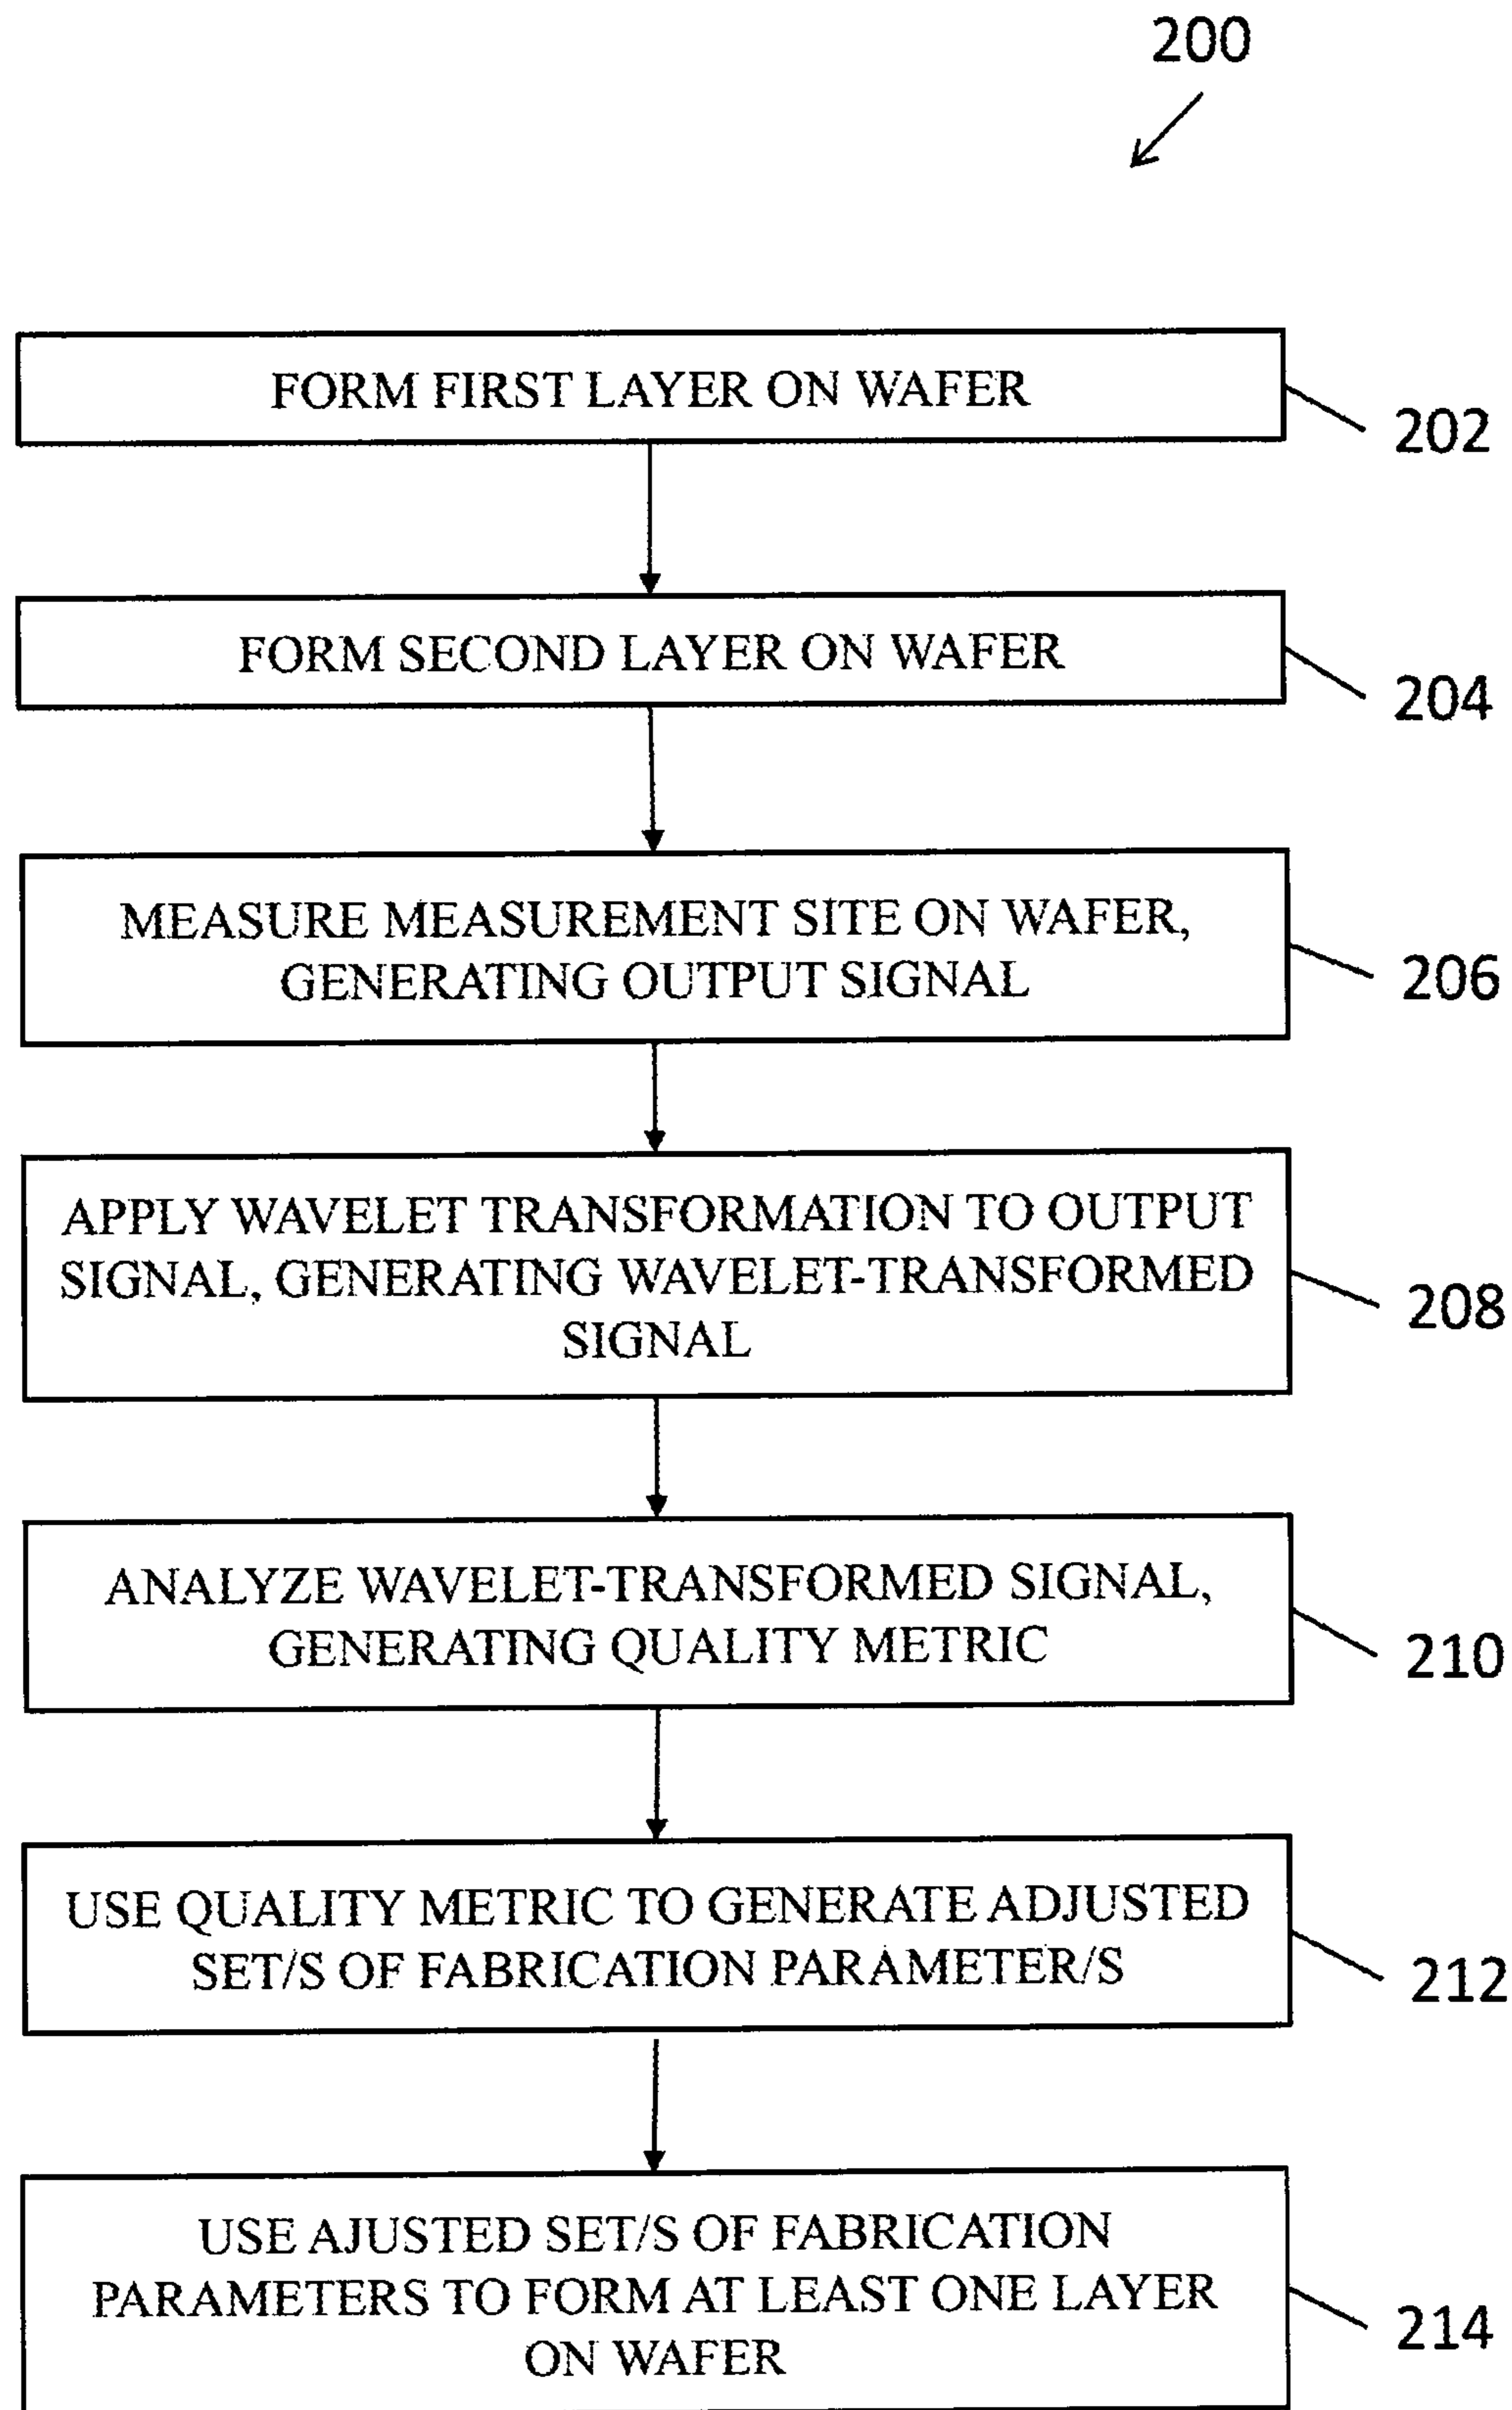 200
FORM FIRST LAYER ON WAFER
202
FORM SECOND LAYER ON WAFER
204
MEASURE MEASUREMENT SITE ON WAFER,
GENERATING OUTPUT SIGNAL
206
APPLY WAVELET TRANSFORMATION TO OUTPUT
SIGNAL, GENERATING WAVELET-TRANSFORMED
SIGNAL
208
ANALYZE WAVELET-TRANSFORMED SIGNAL,
GENERATING QUALITY METRIC
210
USE QUALITY METRIC TO GENERATE ADJUSTED
SET/S OF FABRICATION PARAMETER/S
212
USE AJUSTED SET/S OF FABRICATION
PARAMETERS TO FORM AT LEAST ONE LAYER
ON WAFER
214